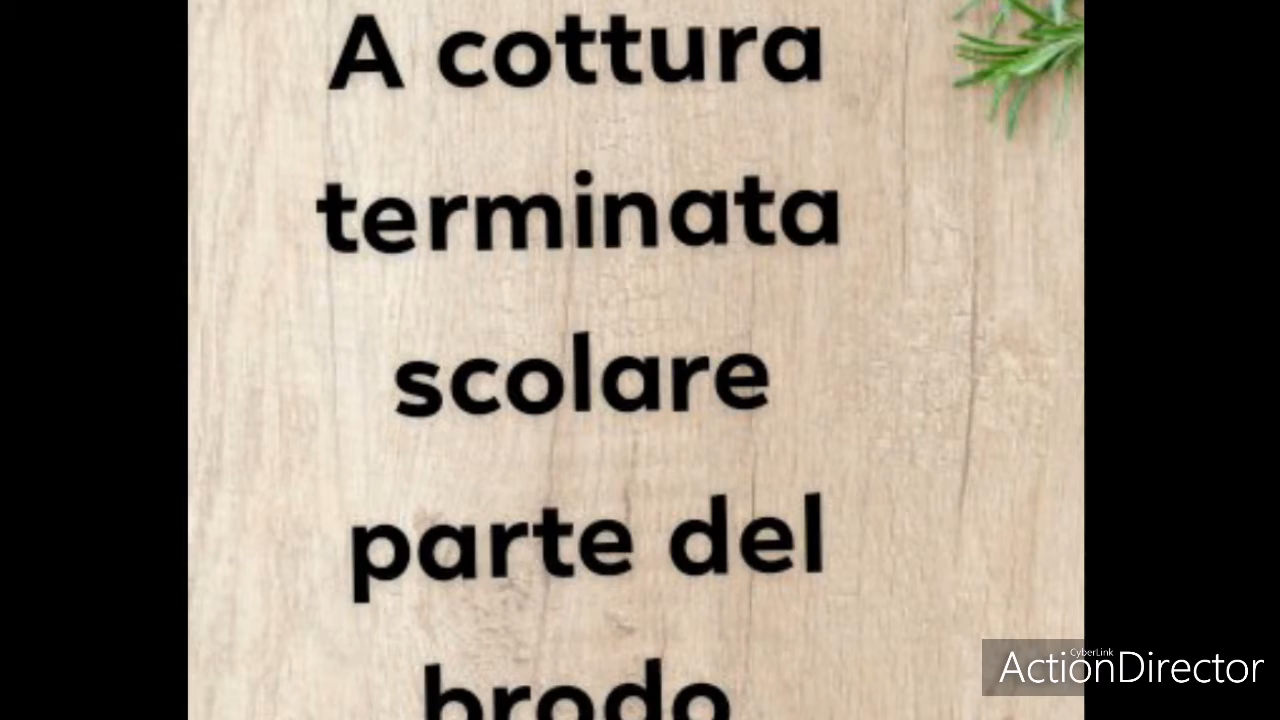 A cottura
terminata
scolare
parte del
brodo
CyberLink
ActionDirector